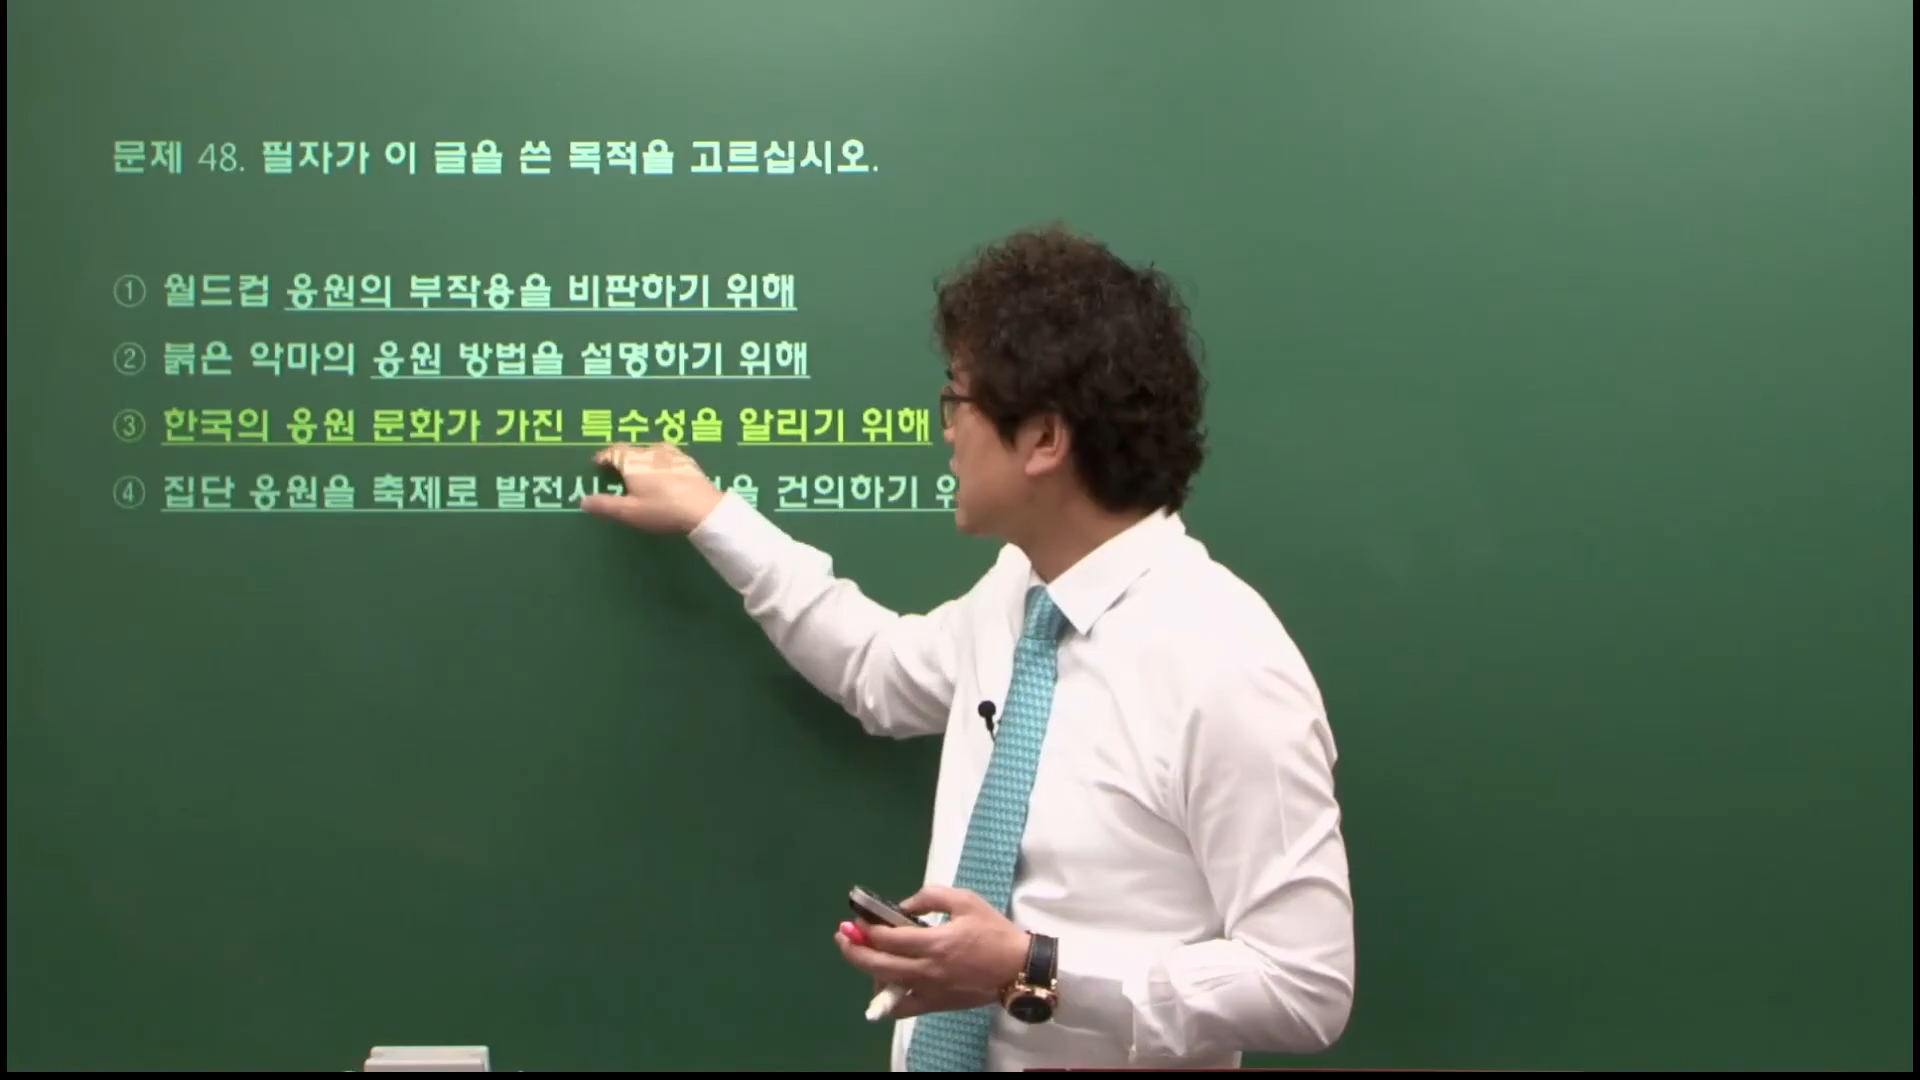 문제 48. 필자가 이 글을 쓴 목적을 고르십시오.
① 월드컵 응원의 부작용을 비판하기 위해
② 붉은 악마의 응원 방법을 설명하기 위해
③ 한국의 응원 문화가 가진 특수성을 알리기 위해
④ 집단 응원을 축제로 건의하기